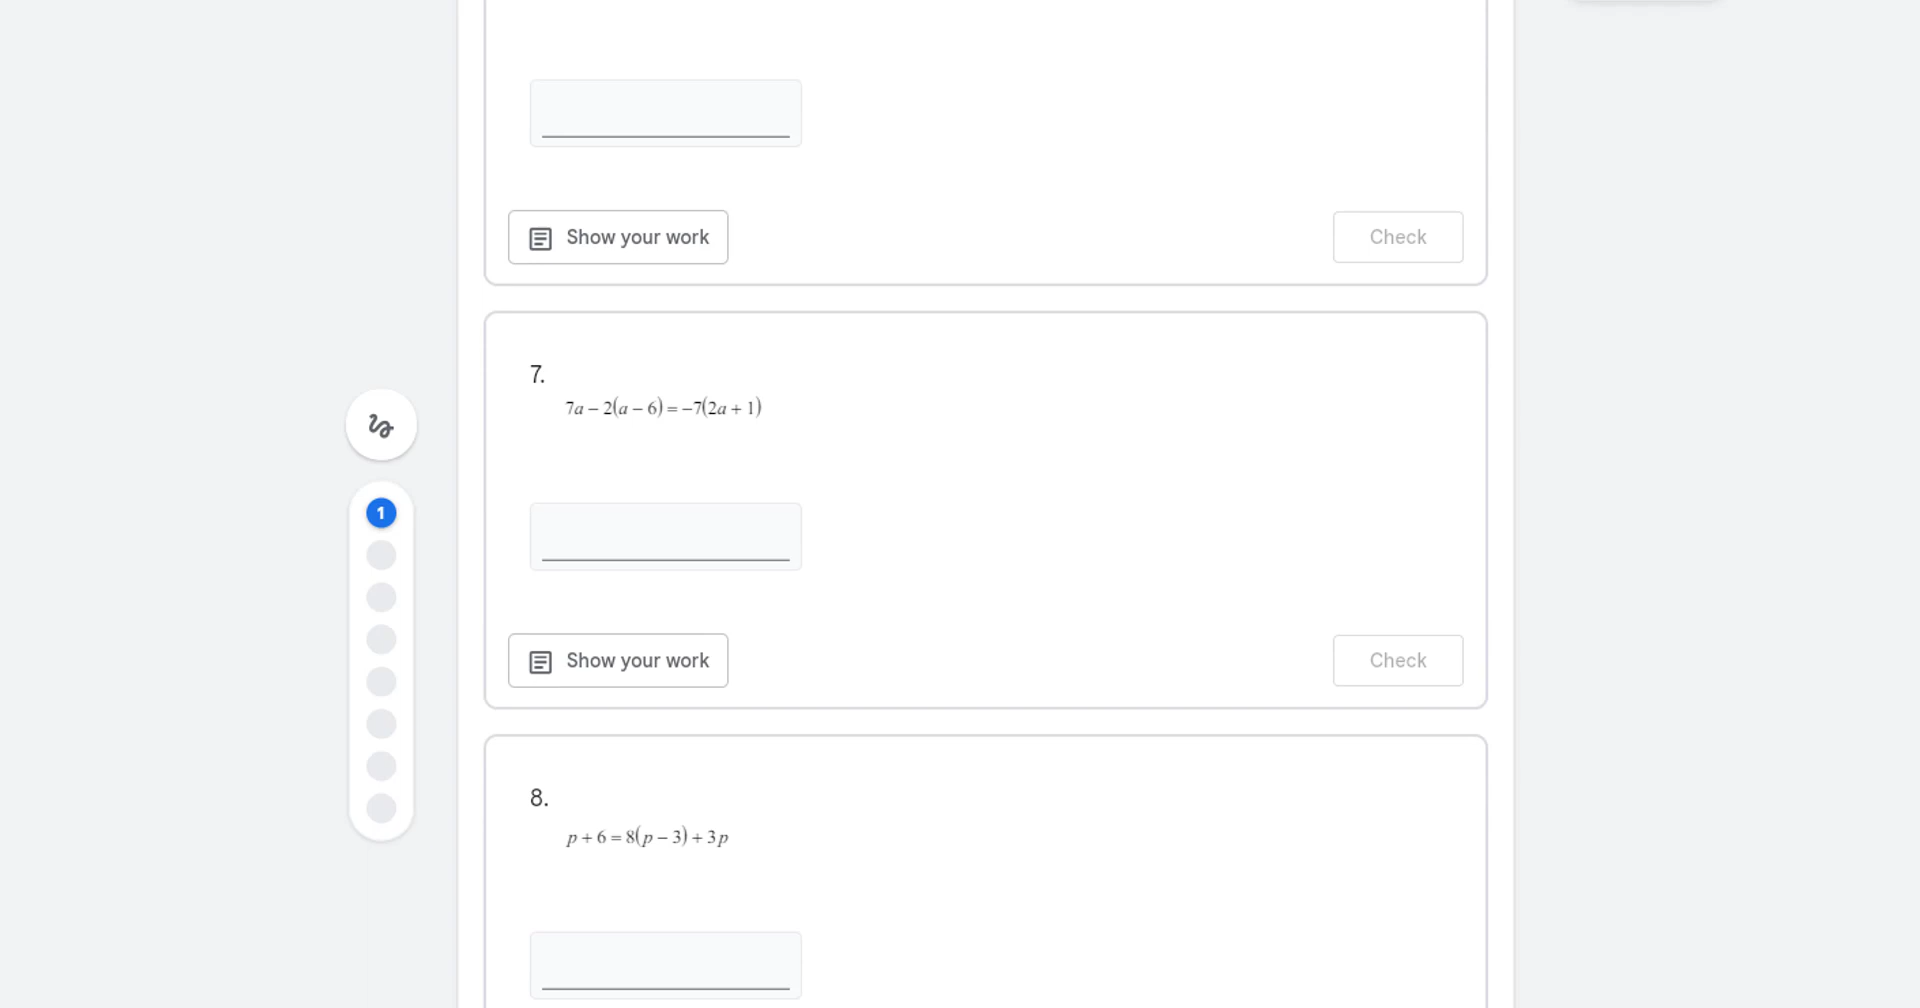 Show your work
Check
7.
7a − 2(a − 6) = −7(2a + 1)
1
Show your work
Check
8.
p + 6 = 8(p − 3) + 3p